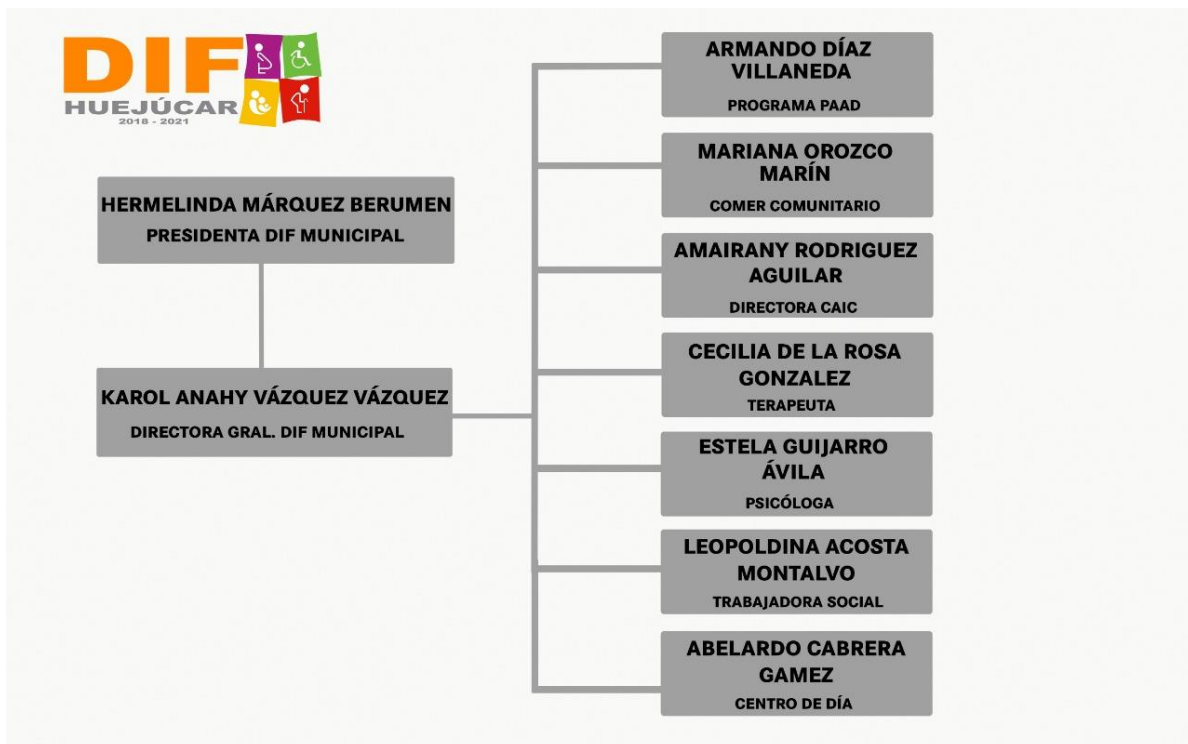 DIF
HUEJÚCAR
2018 - 2021
HERMELINDA MÁRQUEZ BERUMEN
PRESIDENTA DIF MUNICIPAL
KAROL ANAHY VÁZQUEZ VÁZQUEZ
DIRECTORA GRAL. DIF MUNICIPAL
ARMANDO DÍAZ
VILLANEDA
PROGRAMA PAAD
MARIANA OROZCO
MARÍN
COMER COMUNITARIO
AMAIRANY RODRIGUEZ
AGUILAR
DIRECTORA CAIC
CECILIA DE LA ROSA
GONZALEZ
TERAPEUTA
ESTELA GUIJARRO
ÁVILA
PSICÓLOGA
LEOPOLDINA ACOSTA
MONTALVO
TRABAJADORA SOCIAL
ABELARDO CABRERA
GAMEZ
CENTRO DE DÍA